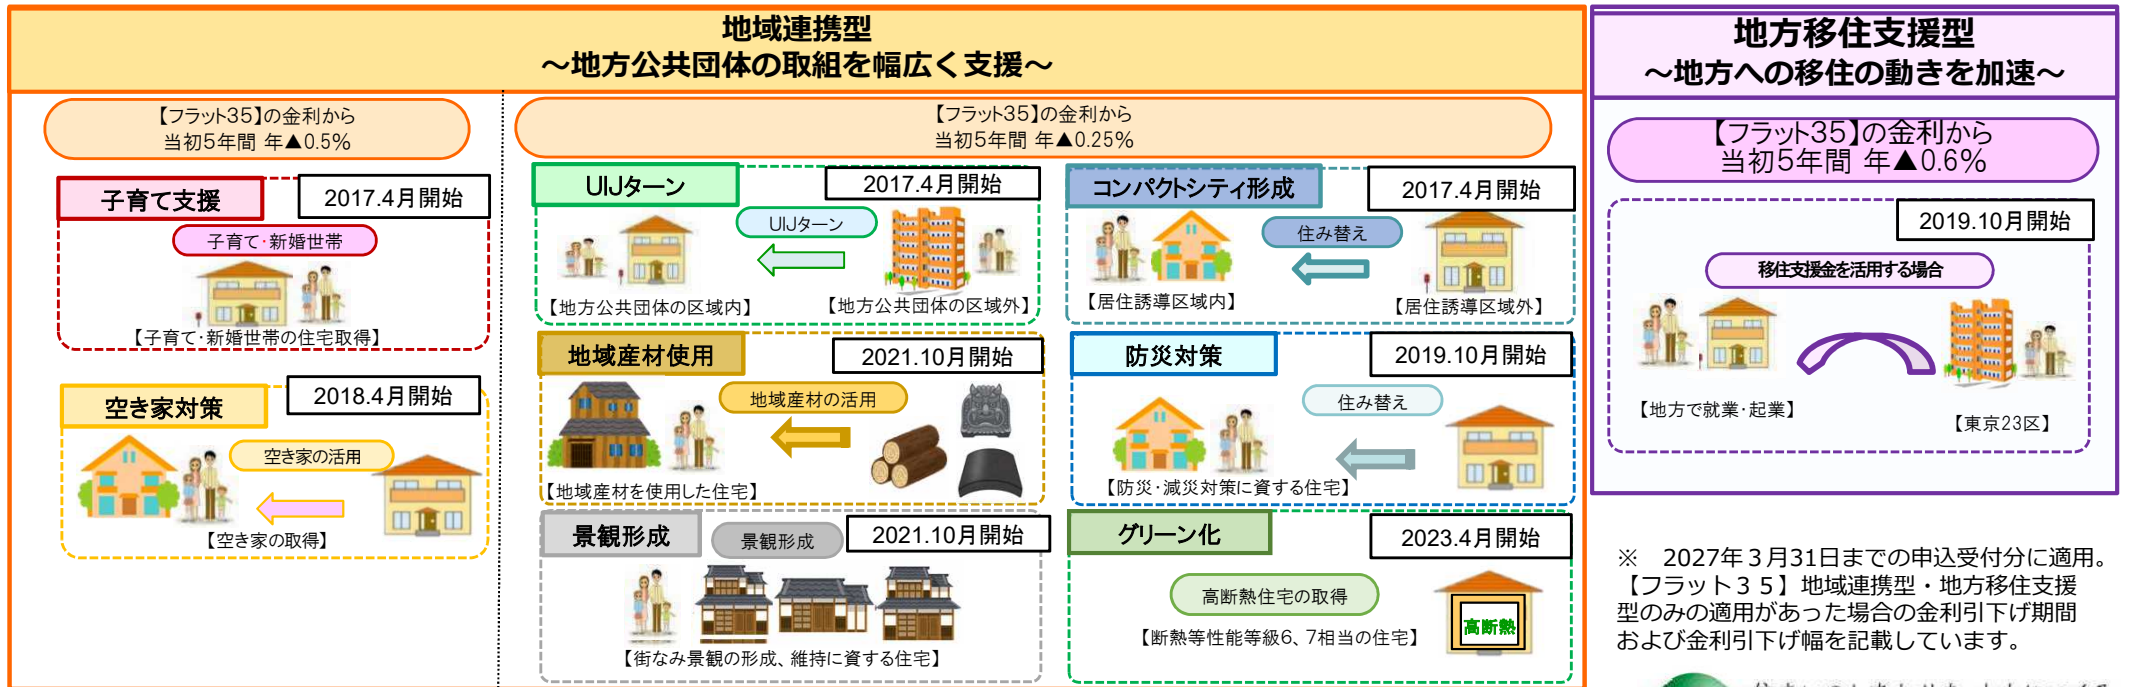 地域連携型
～地方公共団体の取組を幅広く支援～
【フラット35】の金利から
当初5年間 年▲0.5%
子育て支援
2017.4月開始
子育て・新婚世帯
【子育て・新婚世帯の住宅取得】
空き家対策
2018.4月開始
空き家の活用
【空き家の取得】
【フラット35】の金利から
当初5年間 年▲0.25%
UIJターン
2017.4月開始
UIJターン
【地方公共団体の区域内】
【地方公共団体の区域外】
コンパクトシティ形成
2017.4月開始
住み替え
【居住誘導区域内】
【居住誘導区域外】
地域産材使用
2021.10月開始
地域産材の活用
【地域産材を使用した住宅】
防災対策
2019.10月開始
住み替え
【防災・減災対策に資する住宅】
景観形成
景観形成
2021.10月開始
【街なみ景観の形成、維持に資する住宅】
グリーン化
2023.4月開始
高断熱住宅の取得
高断熱
【断熱等性能等級6、7相当の住宅】
地方移住支援型
～地方への移住の動きを加速～
【フラット35】の金利から
当初5年間 年▲0.6%
2019.10月開始
移住支援金を活用する場合
【地方で就業・起業】
【東京23区】
※　2027年３月31日までの申込受付分に適用。
【フラット３５】地域連携型・地方移住支援
型のみの適用があった場合の金利引下げ期間
および金利引下げ幅を記載しています。